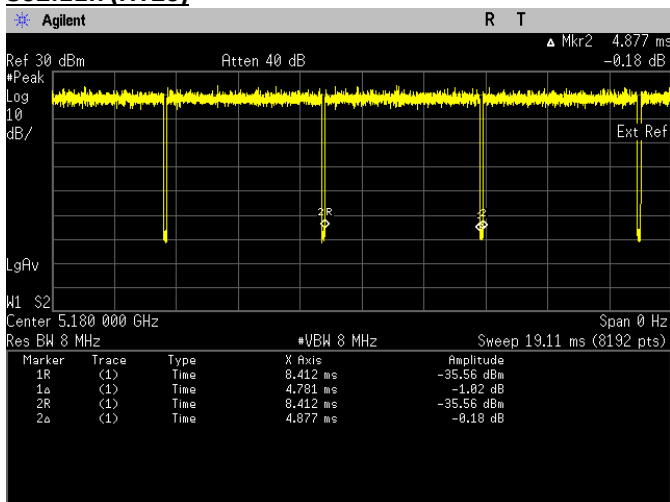 Agilent R T
Δ Mkr2 4.877 ms
Ref 30 dBm Atten 40 dB -0.18 dB
#Peak
Log
10
dB/
Ext Ref
2R
LgAv
W1 S2
Center 5.180 000 GHz Span 0 Hz
Res BW 8 MHz #VBW 8 MHz Sweep 19.11 ms (8192 pts)
Marker Trace Type X Axis Amplitude
1R (1) Time 8.412 ms -35.56 dBm
1Δ (1) Time 4.781 ms -1.02 dB
2R (1) Time 8.412 ms -35.56 dBm
2Δ (1) Time 4.877 ms -0.18 dB